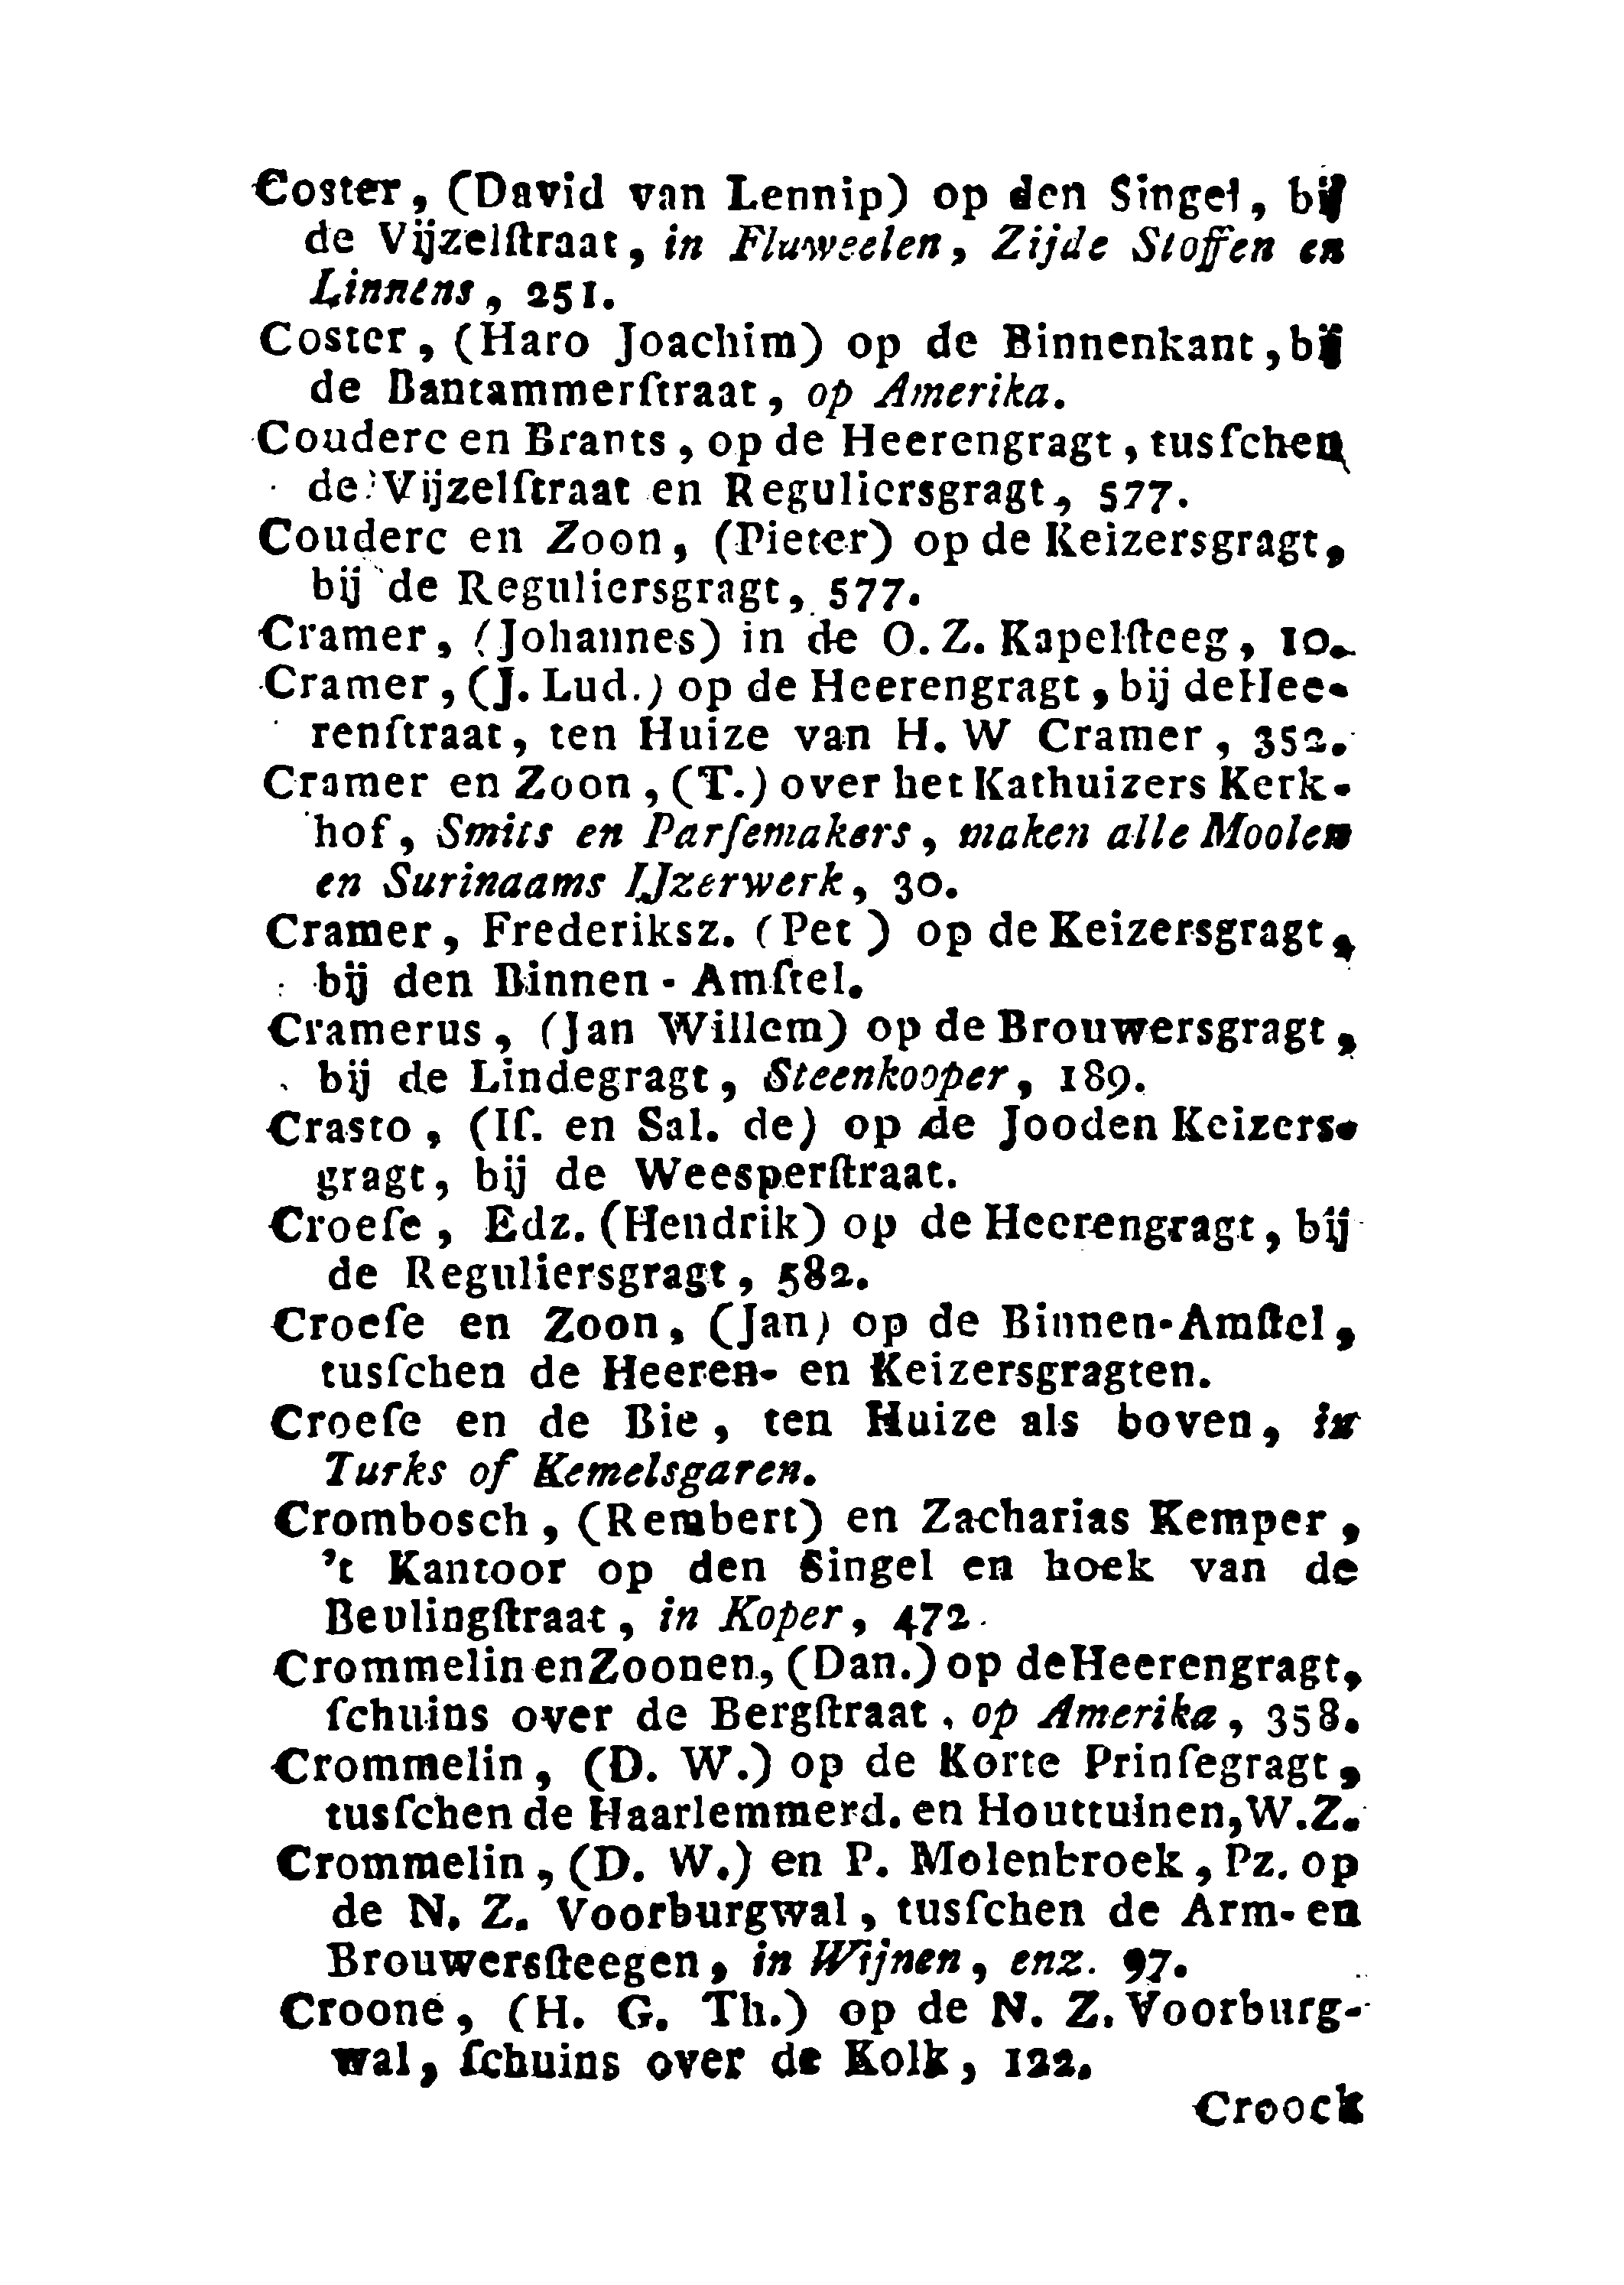 Coster, (David van Lennip) op den Singel, bij
de Vijzelſtraat, in Fluweelen, Zijde Stoffen en
Linnens, 251.
Coster, (Haro Joachim) op de Binnenkant, bij
de Bantammerſtraat, op Amerika.
Couderc en Brants, op de Heerengragt, tusſchen
de Vijzelſtraat en Reguliersgragt, 577.
Couderc en Zoon, (Pieter) op de Keizersgragt,
bij de Reguliersgragt, 577.
Cramer, (Johannes) in de O. Z. Kapelſteeg, 10.
Cramer, (J. Lud.) op de Heerengragt, bij de Hee-
renſtraat, ten Huize van H. W Cramer, 352.
Cramer en Zoon, (T.) over het Kathuizers Kerk-
hof, Smits en Parſemakers, maken alle Moolen
en Surinaams IJzerwerk, 30.
Cramer, Frederiksz. (Pet ) op de Keizersgragt,
bij den Binnen-Amſtel.
Cramerus, (Jan Willem) op de Brouwersgragt,
bij de Lindegragt, Steenkooper, 189.
Crasto, (Iſ. en Sal. de) op de Jooden Keizers-
gragt, bij de Weesperſtraat.
Croeſe, Edz. (Hendrik) op de Heerengragt, bij
de Reguliersgragt, 582.
Croeſe en Zoon, (Jan) op de Binnen-Amſtel,
tusſchen de Heeren- en Keizersgragten.
Croeſe en de Bie, ten Huize als boven, in
Turks of Kemelsgaren.
Crombosch, (Rembert) en Zacharias Kemper,
't Kantoor op den Singel en hoek van de
Beulingſtraat, in Koper, 472.
Crommelin en Zoonen, (Dan.) op de Heerengragt,
ſchuins over de Bergſtraat, op Amerika, 358.
Crommelin, (D. W.) op de Korte Prinſegragt,
tusſchen de Haarlemmerd. en Houttuinen, W.Z.
Crommelin, (D. W.) en P. Molenbroek, Pz. op
de N. Z. Voorburgwal, tusſchen de Arm- en
Brouwersſteegen, in Wijnen, enz. 97.
Croone, (H. G. Th.) op de N. Z. Voorburg-
wal, ſchuins over de Kolk, 122.
Croock